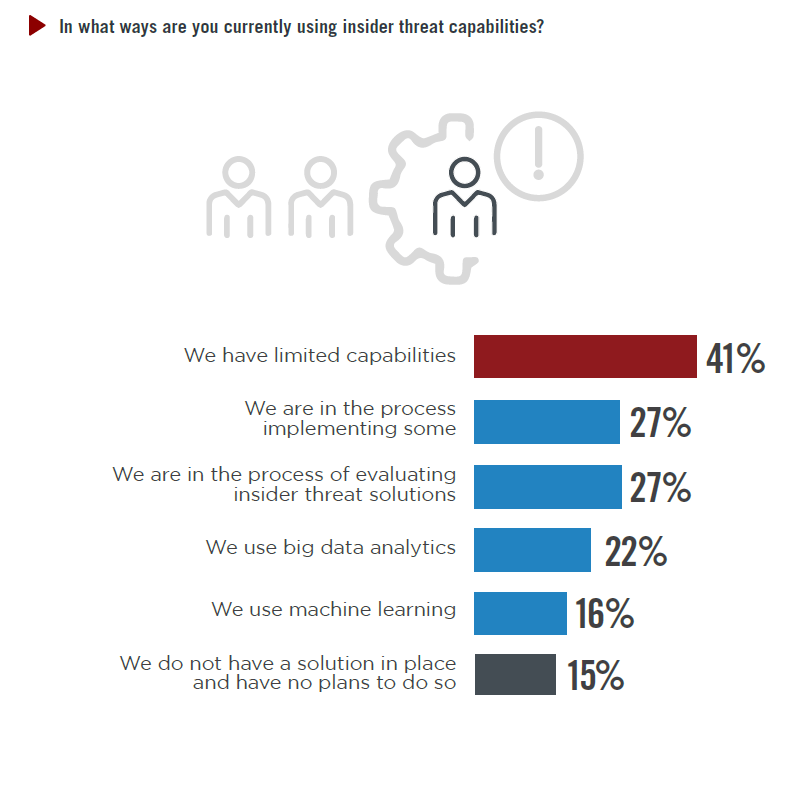 In what ways are you currently using insider threat capabilities?
We have limited capabilities
41%
We are in the process
implementing some
27%
We are in the process of evaluating
insider threat solutions
27%
We use big data analytics
22%
We use machine learning
16%
We do not have a solution in place
and have no plans to do so
15%